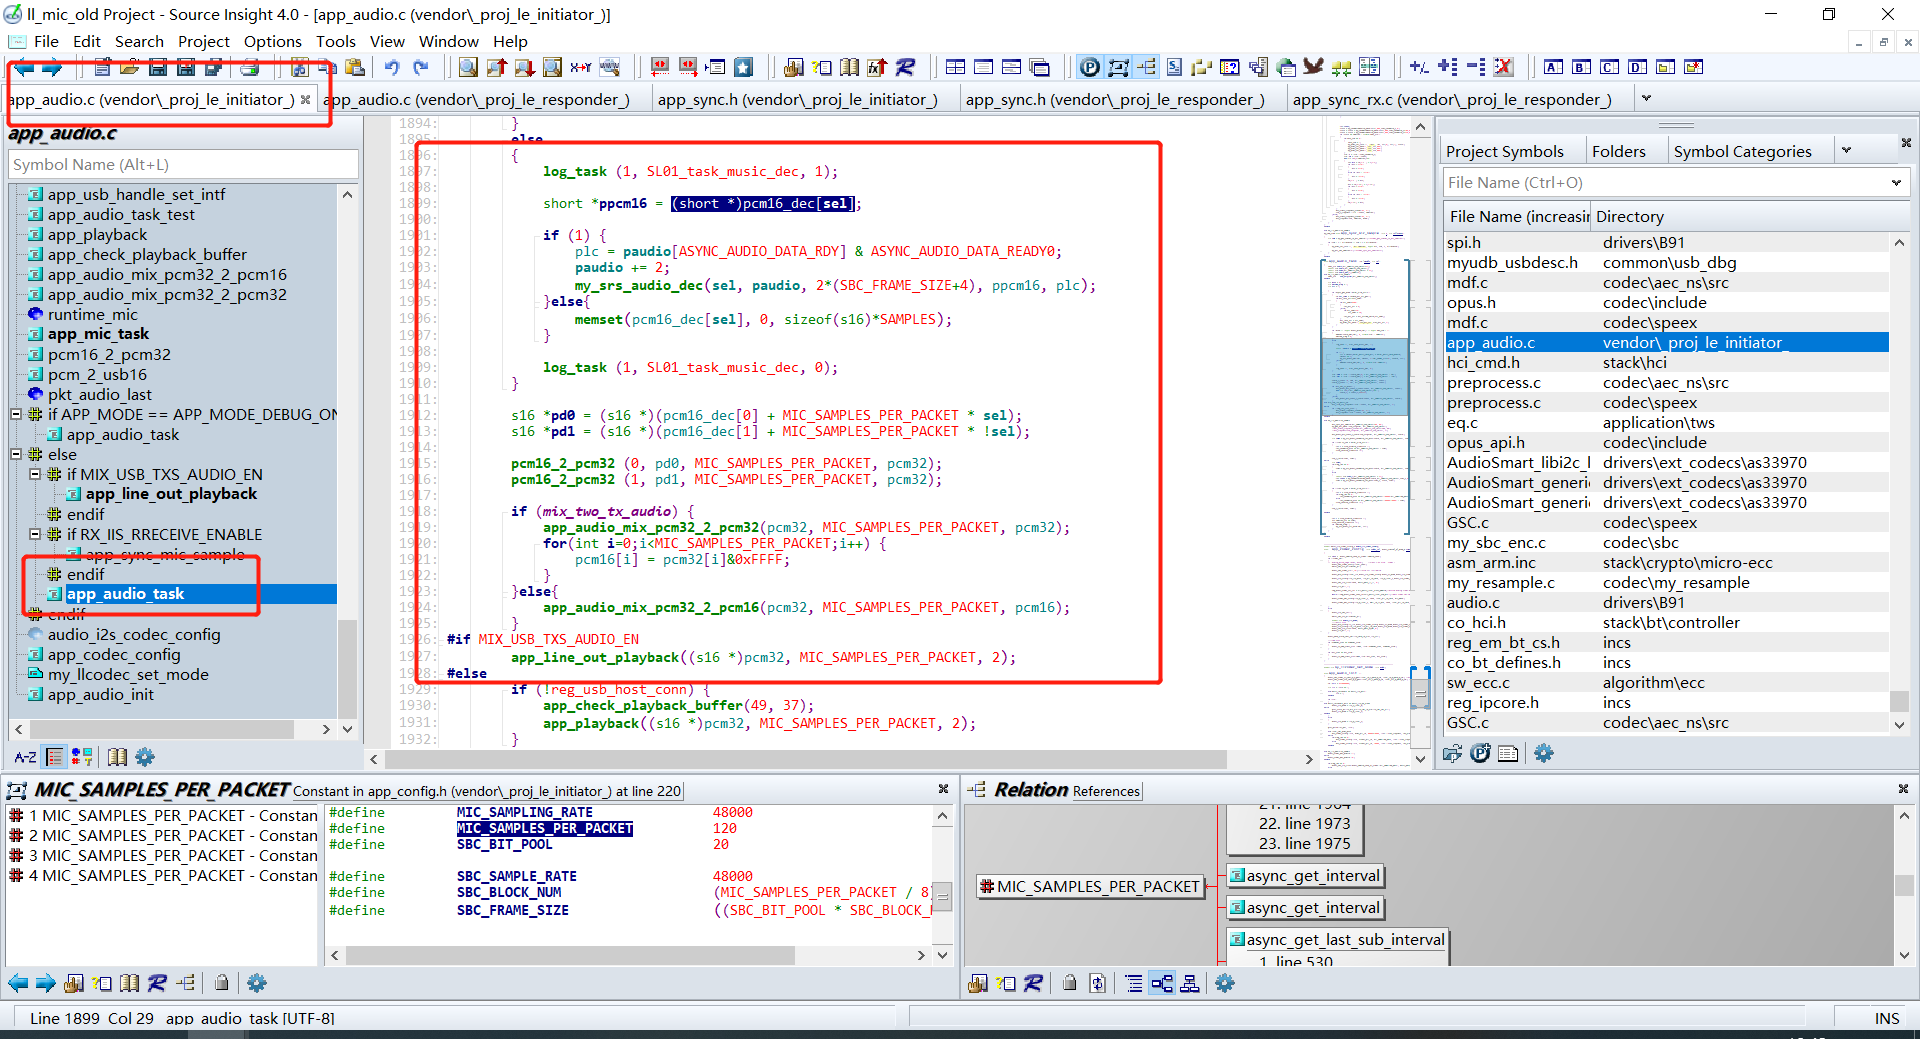 ll_mic_old Project - Source Insight 4.0 - [app_audio.c (vendor\_proj_le_initiator_)]
File Edit Search Project Options Tools View Window Help
app_audio.c (vendor\_proj_le_initiator_)
app_audio.c (vendor\_proj_le_responder_)
app_sync.h (vendor\_proj_le_initiator_)
app_sync.h (vendor\_proj_le_responder_)
app_sync_rx.c (vendor\_proj_le_responder_)
app_audio.c
Symbol Name (Alt+L)
app_usb_handle_set_intf
app_audio_task_test
app_playback
app_check_playback_buffer
app_audio_mix_pcm32_2_pcm16
app_audio_mix_pcm32_2_pcm32
runtime_mic
app_mic_task
pcm16_2_pcm32
pcm_2_usb16
pkt_audio_last
if APP_MODE == APP_MODE_DEBUG_ON
app_audio_task
else
if MIX_USB_TXS_AUDIO_EN
app_line_out_playback
endif
if RX_IIS_RRECEIVE_ENABLE
app_sync_mic_sample
endif
app_audio_task
endif
audio_i2s_codec_config
app_codec_config
my_llcodec_set_mode
app_audio_init
A-Z
1894: }
1895: else
1896: {
1897: log_task (1, SL01_task_music_dec, 1);
1898:
1899: short *ppcm16 = (short *)pcm16_dec[sel];
1900:
1901: if (1) {
1902: plc = paudio[ASYNC_AUDIO_DATA_RDY] & ASYNC_AUDIO_DATA_READY0;
1903: paudio += 2;
1904: my_srs_audio_dec(sel, paudio, 2*(SBC_FRAME_SIZE+4), ppcm16, plc);
1905: }else{
1906: memset(pcm16_dec[sel], 0, sizeof(s16)*SAMPLES);
1907: }
1908:
1909: log_task (1, SL01_task_music_dec, 0);
1910: }
1911:
1912: s16 *pd0 = (s16 *)(pcm16_dec[0] + MIC_SAMPLES_PER_PACKET * sel);
1913: s16 *pd1 = (s16 *)(pcm16_dec[1] + MIC_SAMPLES_PER_PACKET * !sel);
1914:
1915: pcm16_2_pcm32 (0, pd0, MIC_SAMPLES_PER_PACKET, pcm32);
1916: pcm16_2_pcm32 (1, pd1, MIC_SAMPLES_PER_PACKET, pcm32);
1917:
1918: if (mix_two_tx_audio) {
1919: app_audio_mix_pcm32_2_pcm32(pcm32, MIC_SAMPLES_PER_PACKET, pcm32);
1920: for(int i=0;i<MIC_SAMPLES_PER_PACKET;i++) {
1921: pcm16[i] = pcm32[i]&0xFFFF;
1922: }
1923: }else{
1924: app_audio_mix_pcm32_2_pcm16(pcm32, MIC_SAMPLES_PER_PACKET, pcm16);
1925: }
1926: #if MIX_USB_TXS_AUDIO_EN
1927: app_line_out_playback((s16 *)pcm32, MIC_SAMPLES_PER_PACKET, 2);
1928: #else
1929: if (!reg_usb_host_conn) {
1930: app_check_playback_buffer(49, 37);
1931: app_playback((s16 *)pcm32, MIC_SAMPLES_PER_PACKET, 2);
1932: }
Project Symbols Folders Symbol Categories
File Name (Ctrl+O)
File Name (increasin Directory
spi.h drivers\B91
myudb_usbdesc.h common\usb_dbg
mdf.c codec\aec_ns\src
opus.h codec\include
mdf.c codec\speex
app_audio.c vendor\_proj_le_initiator_
hci_cmd.h stack\hci
preprocess.c codec\aec_ns\src
preprocess.c codec\speex
eq.c application\tws
opus_api.h codec\include
AudioSmart_libi2c_l drivers\ext_codecs\as33970
AudioSmart_generic drivers\ext_codecs\as33970
AudioSmart_generic drivers\ext_codecs\as33970
GSC.c codec\speex
my_sbc_enc.c codec\sbc
asm_arm.inc stack\crypto\micro-ecc
my_resample.c codec\my_resample
audio.c drivers\B91
co_hci.h stack\bt\controller
reg_em_bt_cs.h incs
co_bt_defines.h incs
sw_ecc.c algorithm\ecc
reg_ipcore.h incs
GSC.c codec\aec_ns\src
MIC_SAMPLES_PER_PACKET Constant in app_config.h (vendor\_proj_le_initiator_) at line 220
1 MIC_SAMPLES_PER_PACKET - Constan
2 MIC_SAMPLES_PER_PACKET - Constan
3 MIC_SAMPLES_PER_PACKET - Constan
4 MIC_SAMPLES_PER_PACKET - Constan
#define MIC_SAMPLING_RATE 48000
#define MIC_SAMPLES_PER_PACKET 120
#define SBC_BIT_POOL 20
#define SBC_SAMPLE_RATE 48000
#define SBC_BLOCK_NUM (MIC_SAMPLES_PER_PACKET / 8)
#define SBC_FRAME_SIZE ((SBC_BIT_POOL * SBC_BLOCK_
Relation References
MIC_SAMPLES_PER_PACKET
21. line 1964
22. line 1973
23. line 1975
async_get_interval
async_get_interval
async_get_last_sub_interval
1. line 530
Line 1899 Col 29 app_audio_task [UTF-8]
INS